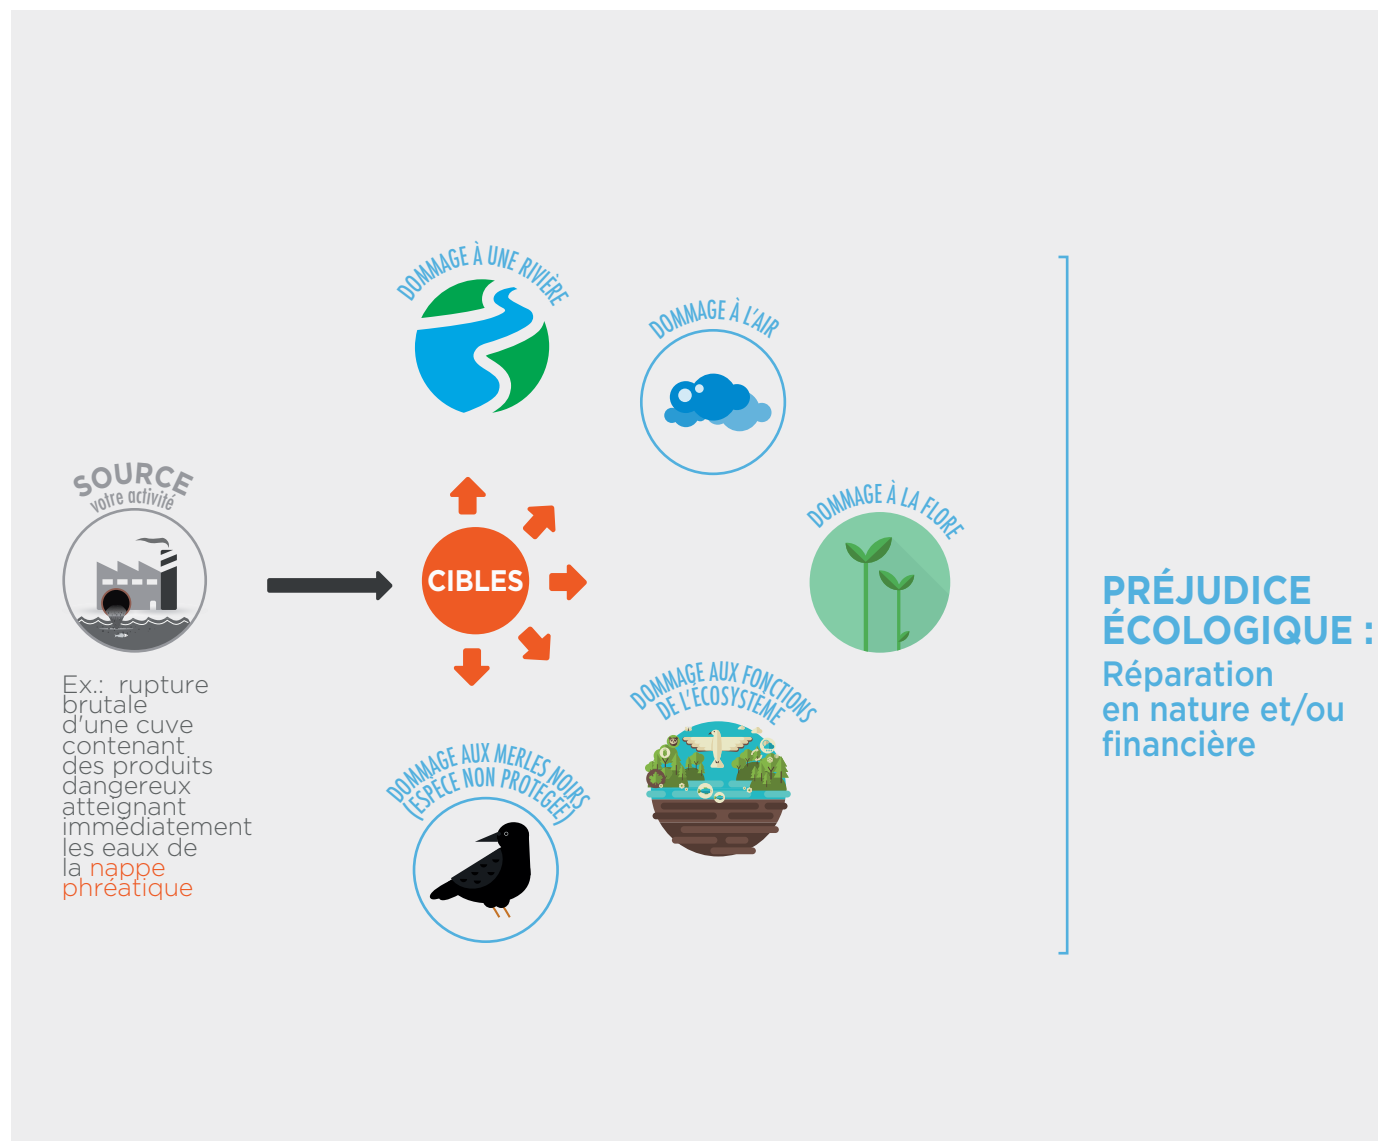 DOMMAGE À UNE RIVIÈRE
DOMMAGE À L'AIR
SOURCE
votre activité
DOMMAGE À LA FLORE
CIBLES
Ex.: rupture
brutale
d'une cuve
contenant
des produits
dangereux
atteignant
immédiatement
les eaux de
la nappe
phréatique
DOMMAGE AUX FONCTIONS
DE L'ÉCOSYSTÈME
DOMMAGE AUX MERLES NOIRS
(ESPÈCE NON PROTÉGÉE)
PRÉJUDICE
ÉCOLOGIQUE :
Réparation
en nature et/ou
financière